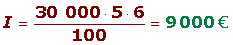 I = 30 000 · 5 · 6 / 100 = 9 000 €